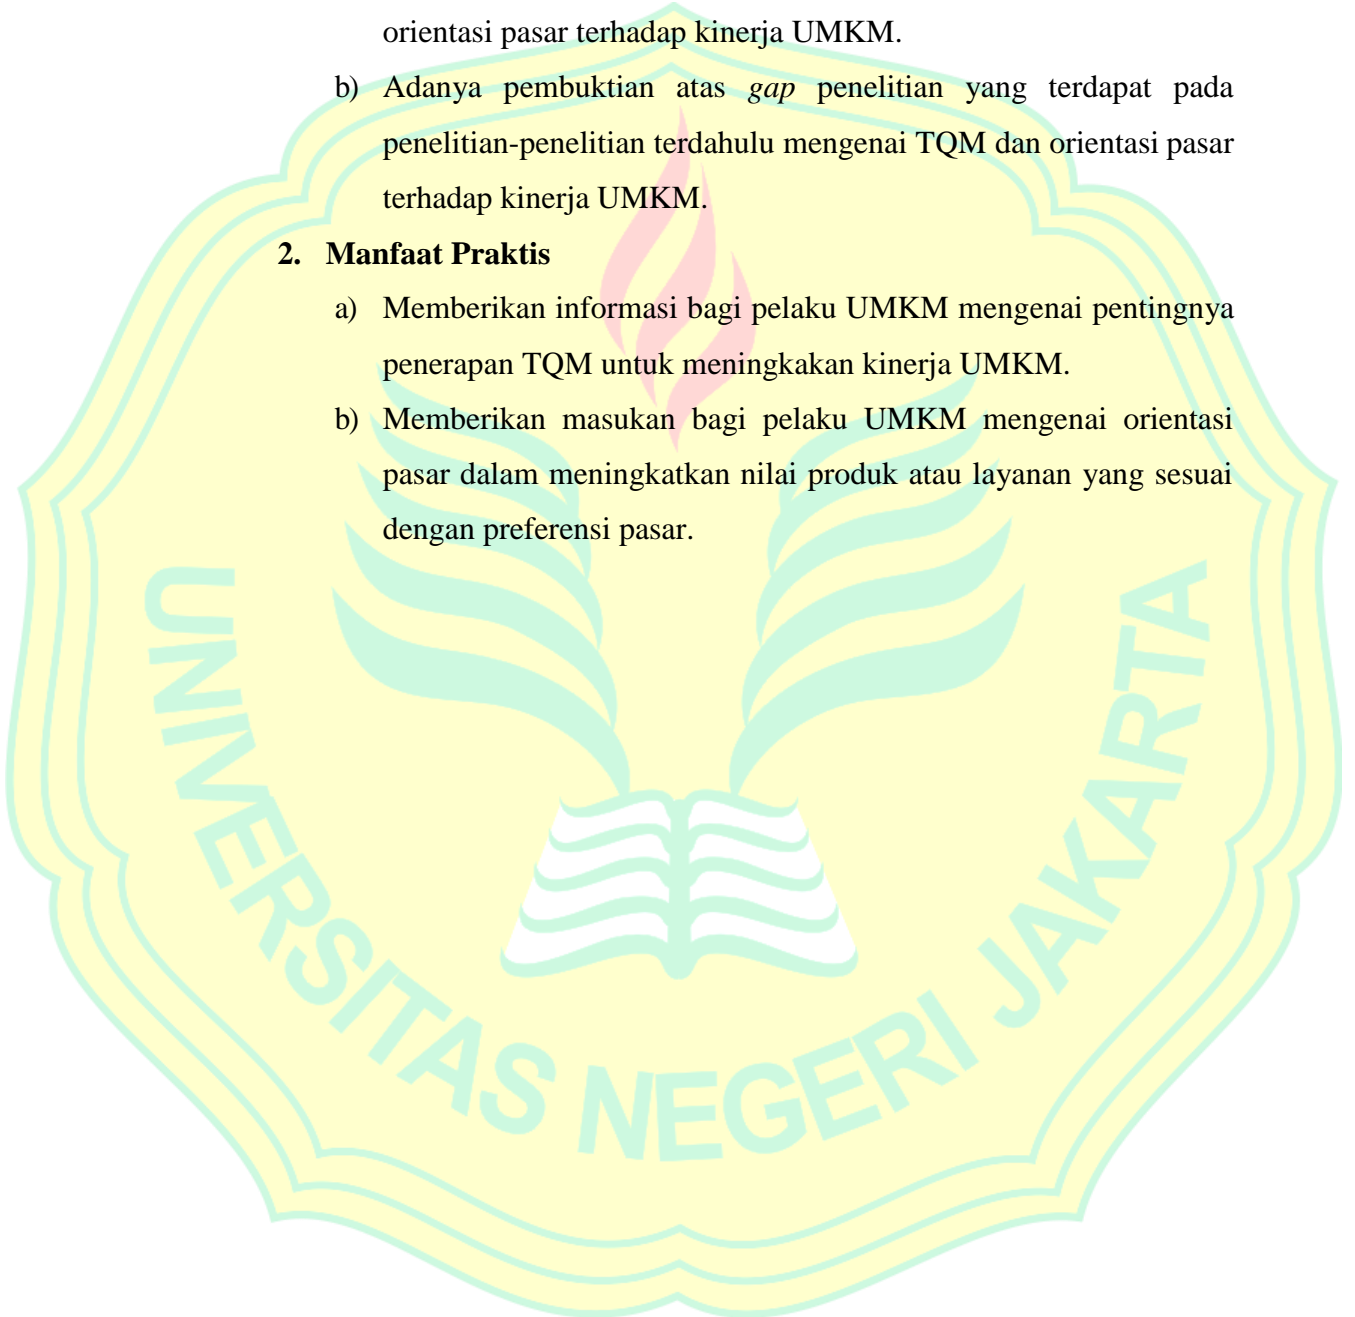 orientasi pasar terhadap kinerja UMKM.
b) Adanya pembuktian atas gap penelitian yang terdapat pada
penelitian-penelitian terdahulu mengenai TQM dan orientasi pasar
terhadap kinerja UMKM.
2. Manfaat Praktis
a) Memberikan informasi bagi pelaku UMKM mengenai pentingnya
penerapan TQM untuk meningkakan kinerja UMKM.
b) Memberikan masukan bagi pelaku UMKM mengenai orientasi
pasar dalam meningkatkan nilai produk atau layanan yang sesuai
dengan preferensi pasar.
UNIVERSITAS NEGERI JAKARTA